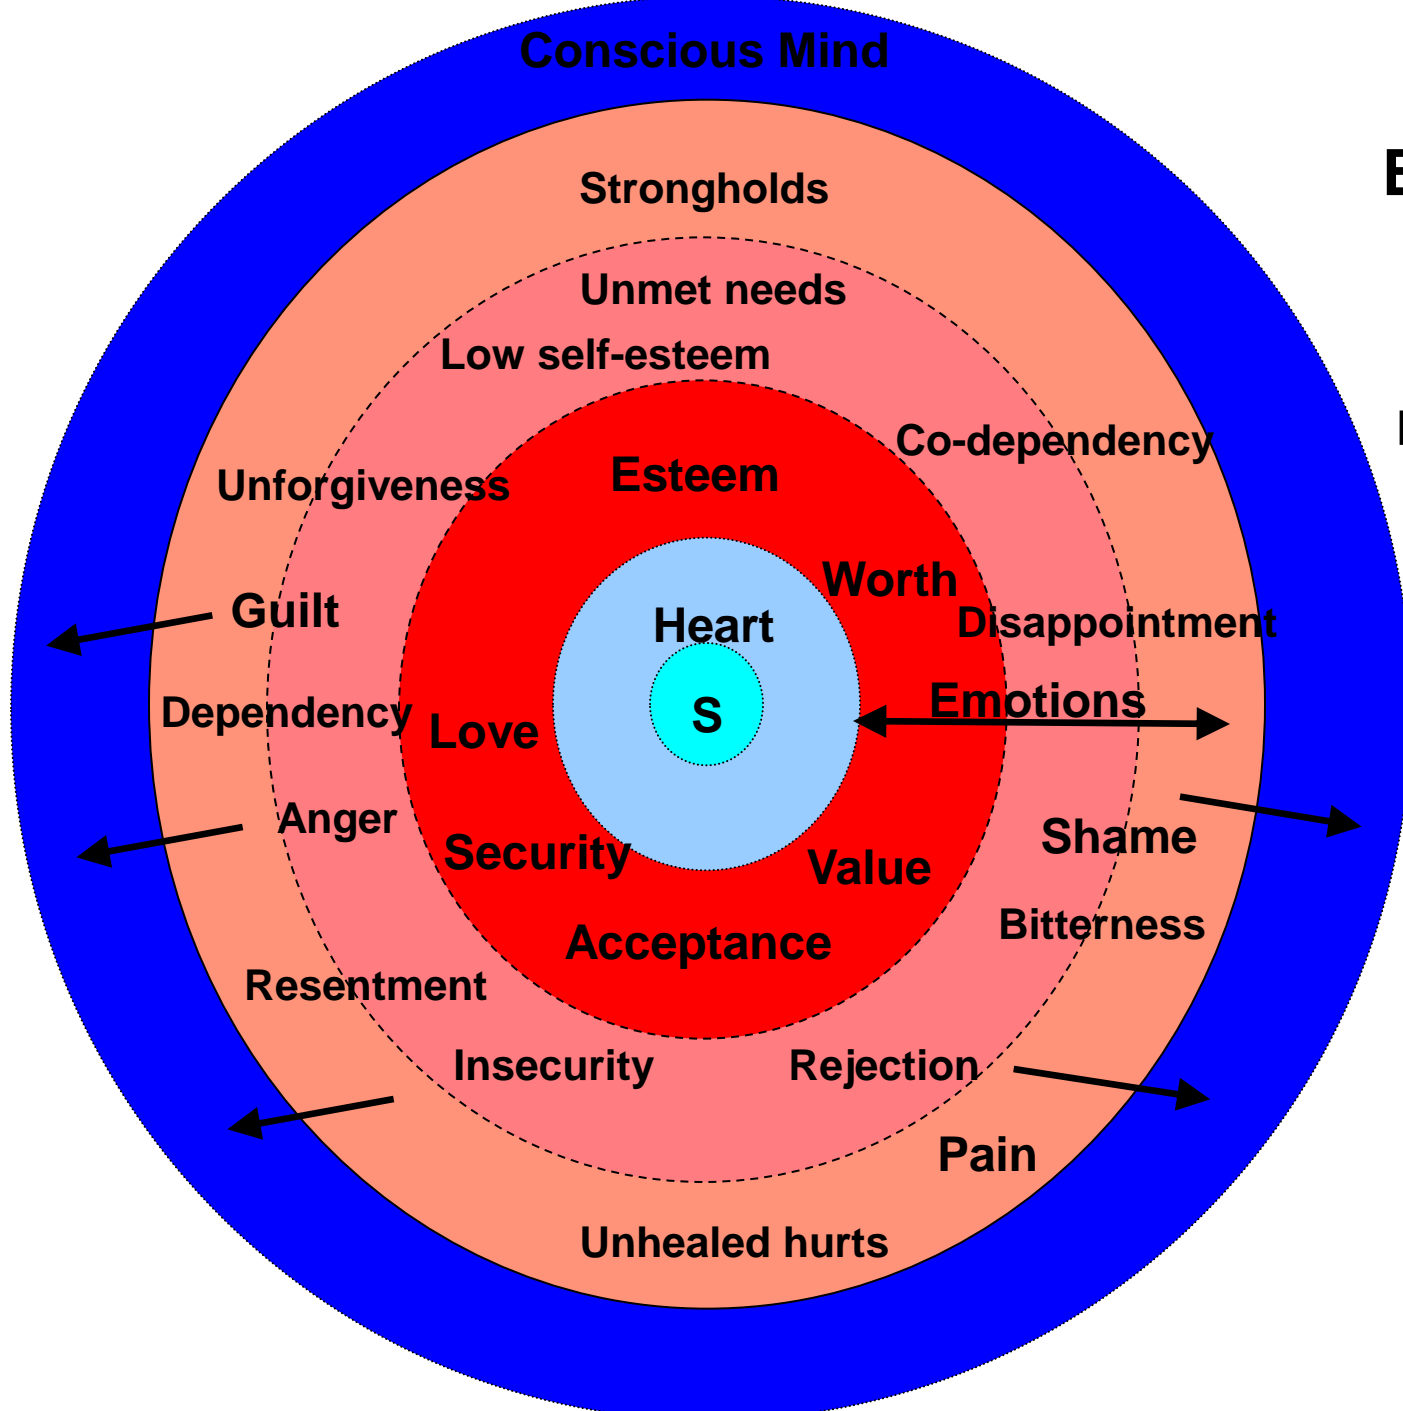 Conscious Mind
Strongholds
Unmet needs
Low self-esteem
Co-dependency
Esteem
Unforgiveness
Worth
Guilt
Heart
Disappointment
Emotions
Dependency
S
Love
Anger
Shame
Security
Value
Bitterness
Acceptance
Resentment
Insecurity
Rejection
Pain
Unhealed hurts